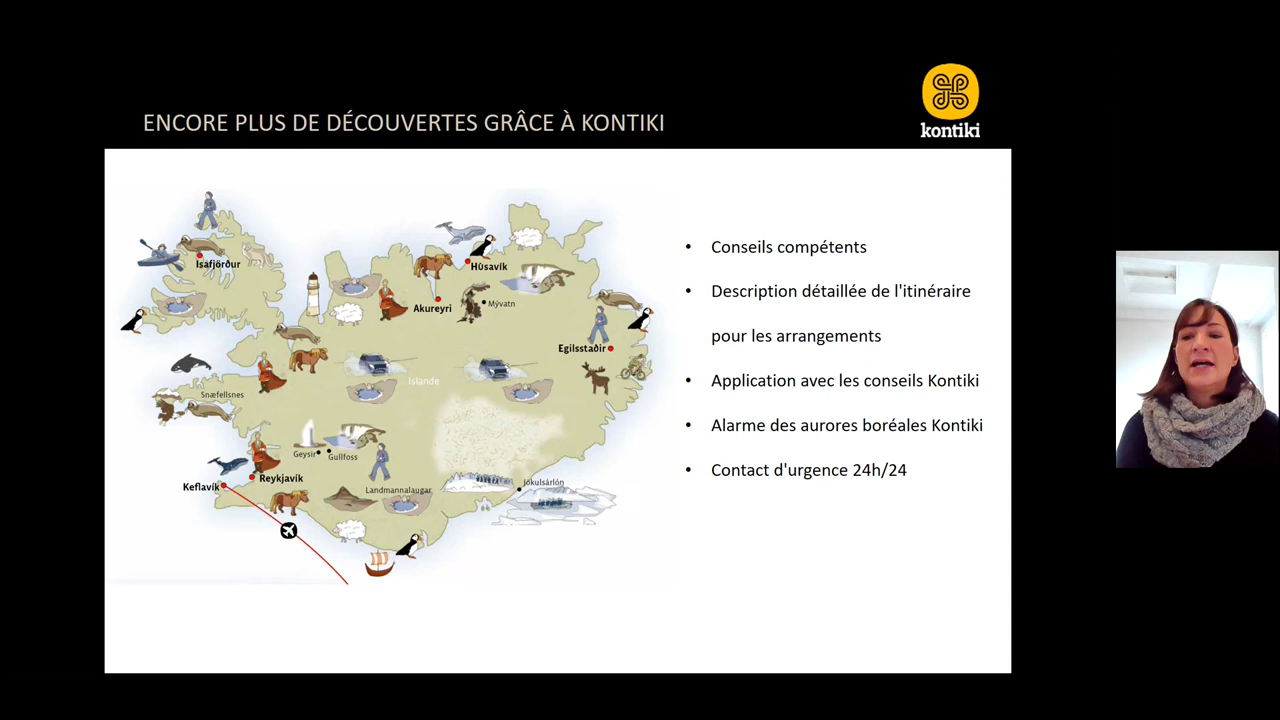 ENCORE PLUS DE DÉCOUVERTES GRÂCE À KONTIKI
kontiki
Isafjörður
Húsavík
Akureyri
Mývatn
Egilsstaðir
Islande
Snæfellsnes
Geysir
Gullfoss
Reykjavík
Keflavík
Landmannalaugar
Jökulsárlón
• Conseils compétents
• Description détaillée de l'itinéraire
pour les arrangements
• Application avec les conseils Kontiki
• Alarme des aurores boréales Kontiki
• Contact d'urgence 24h/24